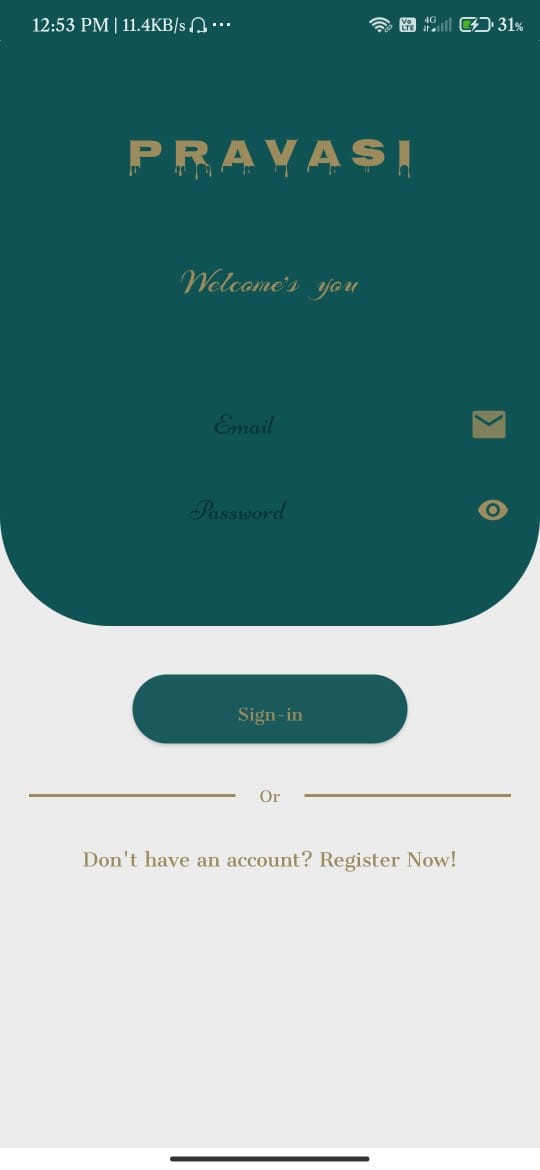 12:53 PM | 11.4KB/s ... Vo LTE 4G 31%
PRAVASI
Welcome's you
Email
Password
Sign-in
Or
Don't have an account? Register Now!